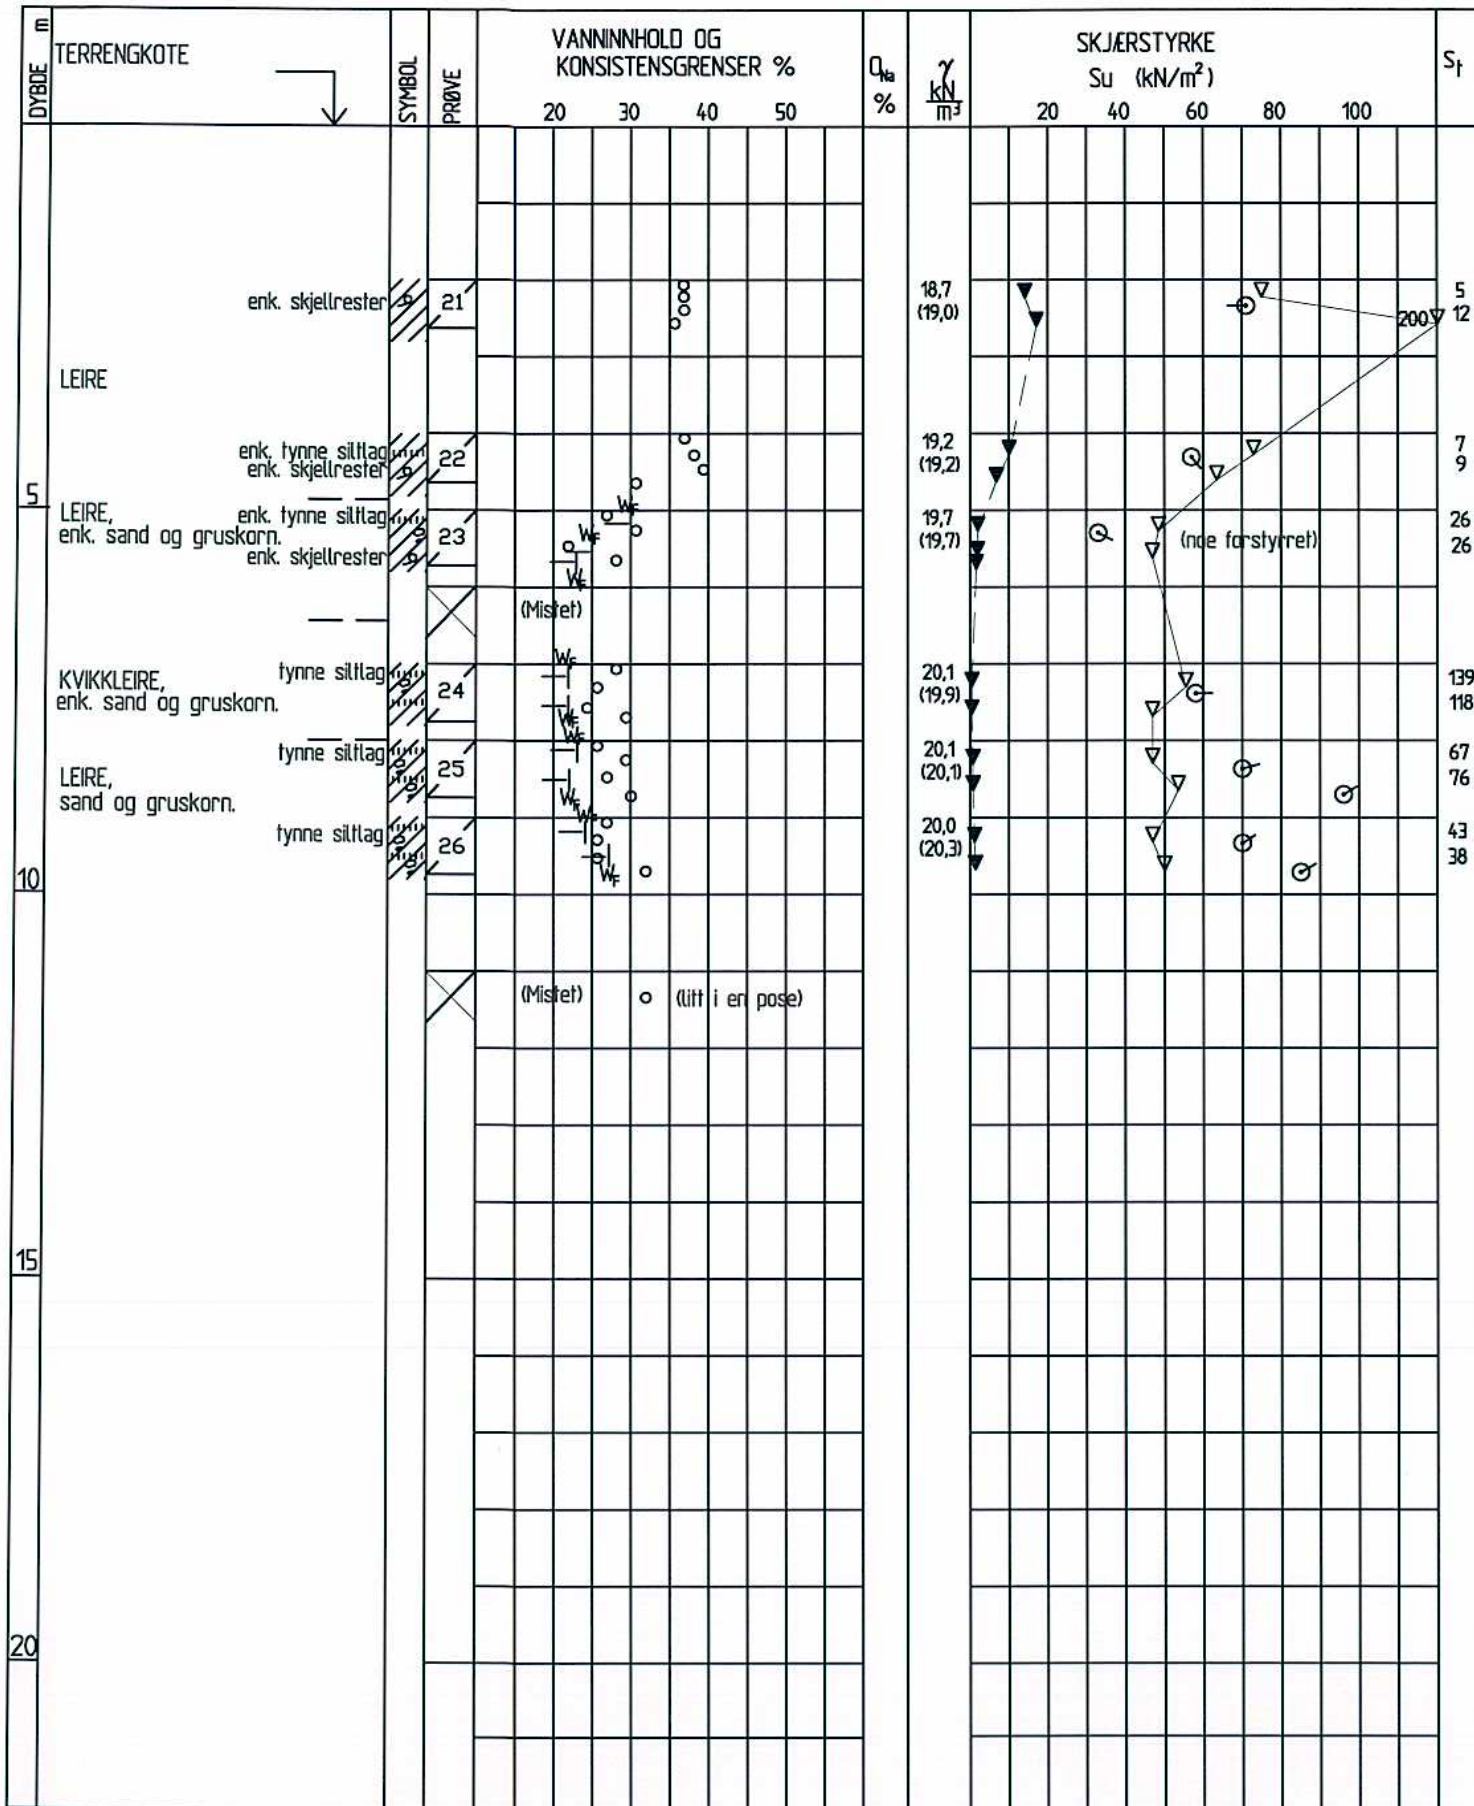 DYBDE m
TERRENGKOTE
SYMBOL
PRØVE
VANNINNHOLD OG
KONSISTENSGRENSER %
20 30 40 50
O Na
%
γ
kN
m³
SKJÆRSTYRKE
Su (kN/m²)
20 40 60 80 100
St
enk. skjellrester
21
18,7
(19,0)
200
5
12
LEIRE
enk. tynne siltlag
enk. skjellrester
22
19,2
(19,2)
7
9
5
LEIRE,
enk. sand og gruskorn.
enk. tynne siltlag
enk. skjellrester
23
WF
WF
WF
19,7
(19,7)
(noe forstyrret)
26
26
(Mistet)
KVIKKLEIRE,
enk. sand og gruskorn.
tynne siltlag
24
WF
WF
20,1
(19,9)
139
118
LEIRE,
sand og gruskorn.
tynne siltlag
25
WF
WF
20,1
(20,1)
67
76
tynne siltlag
26
WF
WF
20,0
(20,3)
43
38
10
(Mistet) (litt i en pose)
15
20